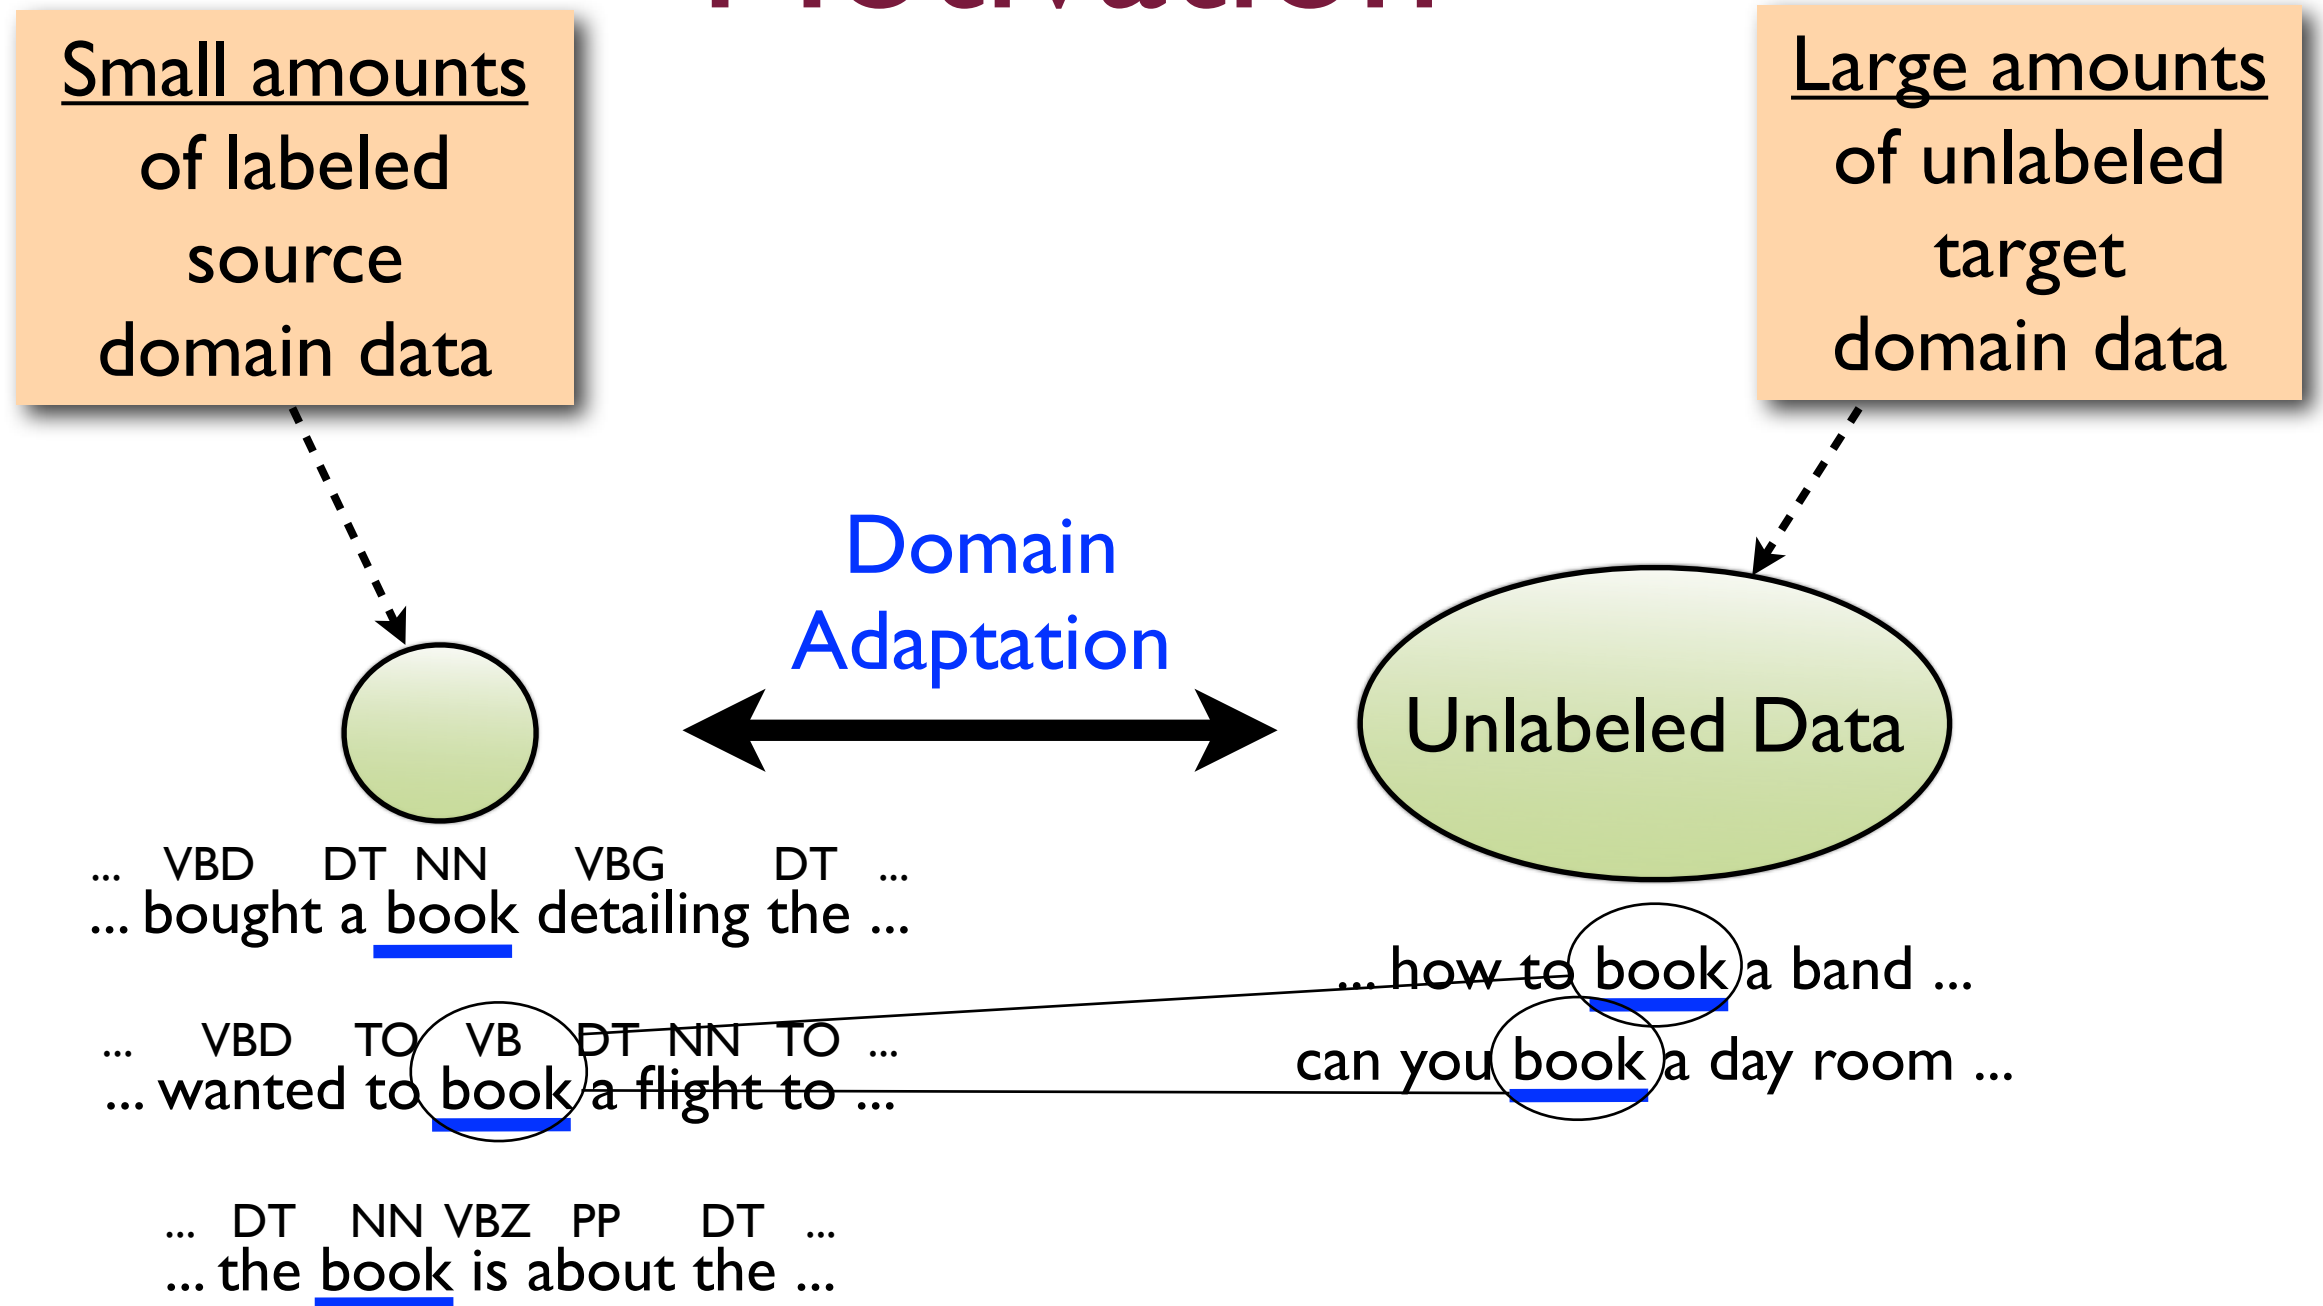 Motivation
Small amounts
of labeled
source
domain data
Large amounts
of unlabeled
target
domain data
Domain
Adaptation
Unlabeled Data
... VBD DT NN VBG DT ...
... bought a book detailing the ...
... VBD TO VB DT NN TO ...
... wanted to book a flight to ...
... DT NN VBZ PP DT ...
... the book is about the ...
... how to book a band ...
can you book a day room ...